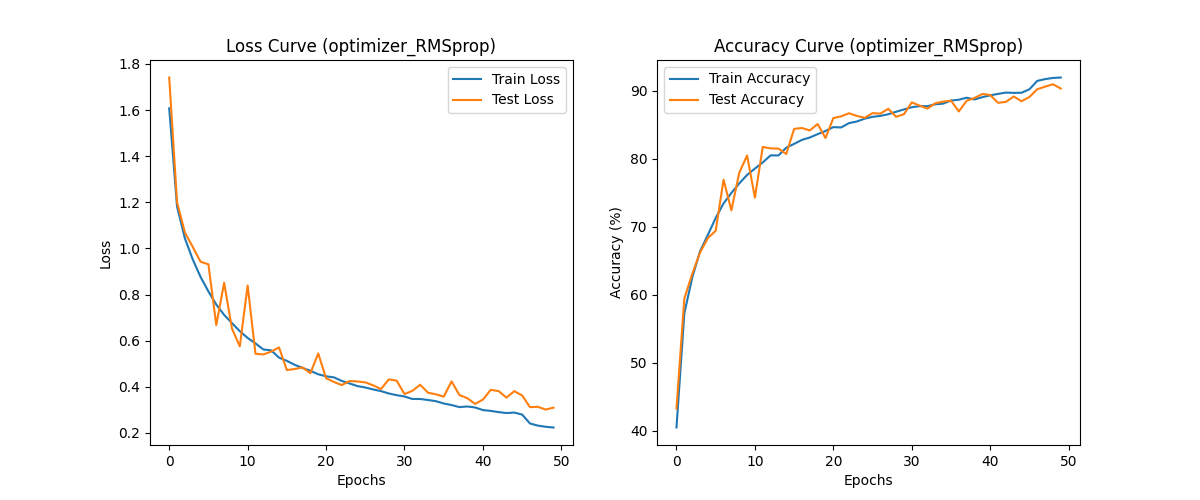 Loss Curve (optimizer_RMSprop)
Train Loss
Test Loss
1.8
1.6
1.4
1.2
1.0
0.8
0.6
0.4
0.2
Loss
0 10 20 30 40 50
Epochs
Accuracy Curve (optimizer_RMSprop)
Train Accuracy
Test Accuracy
90
80
70
60
50
40
Accuracy (%)
0 10 20 30 40 50
Epochs